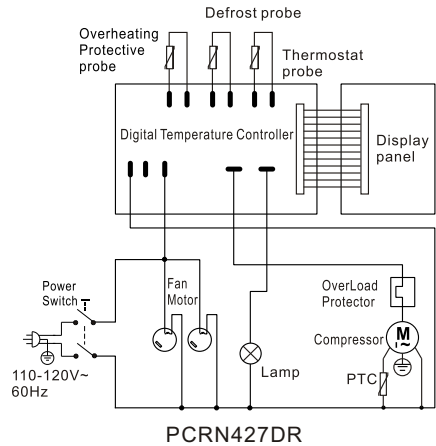 Defrost probe
Overheating
Protective
probe
Thermostat
probe
Digital Temperature Controller
Display
panel
Power
Switch
Fan
Motor
OverLoad
Protector
Compressor
M
~
Lamp
PTC
110-120V~
60Hz
PCRN427DR